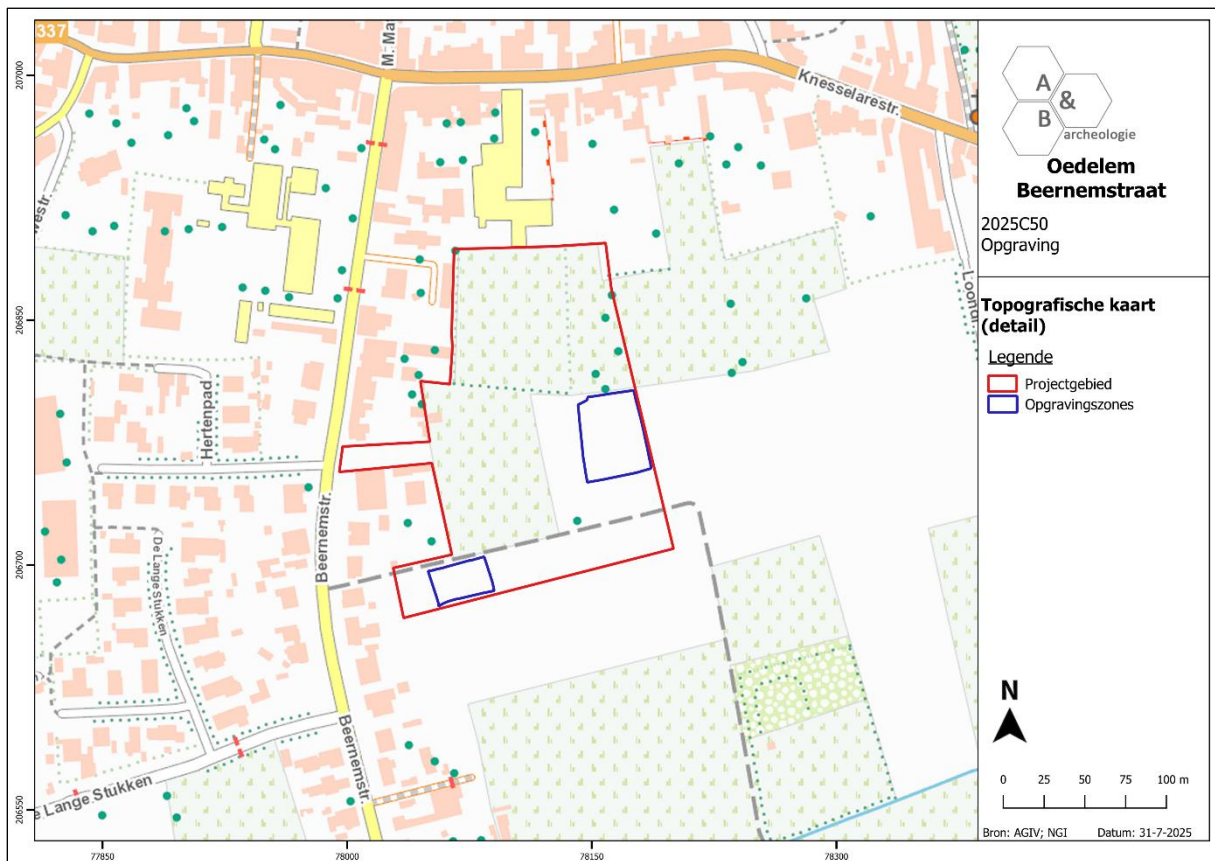 337
M. Ma
Knesselarestr.
westr.
Loondr.
Hertenpad
Beernemstr.
De Lange Stukken
Beernemstr.
e Lange Stukken
207000
206850
206700
206550
77850
78000
78150
78300
A
&
B
archeologie
Oedelem
Beernemstraat
2025C50
Opgraving
Topografische kaart
(detail)
Legende
Projectgebied
Opgravingszones
N
0 25 50 75 100 m
Bron: AGIV; NGI Datum: 31-7-2025